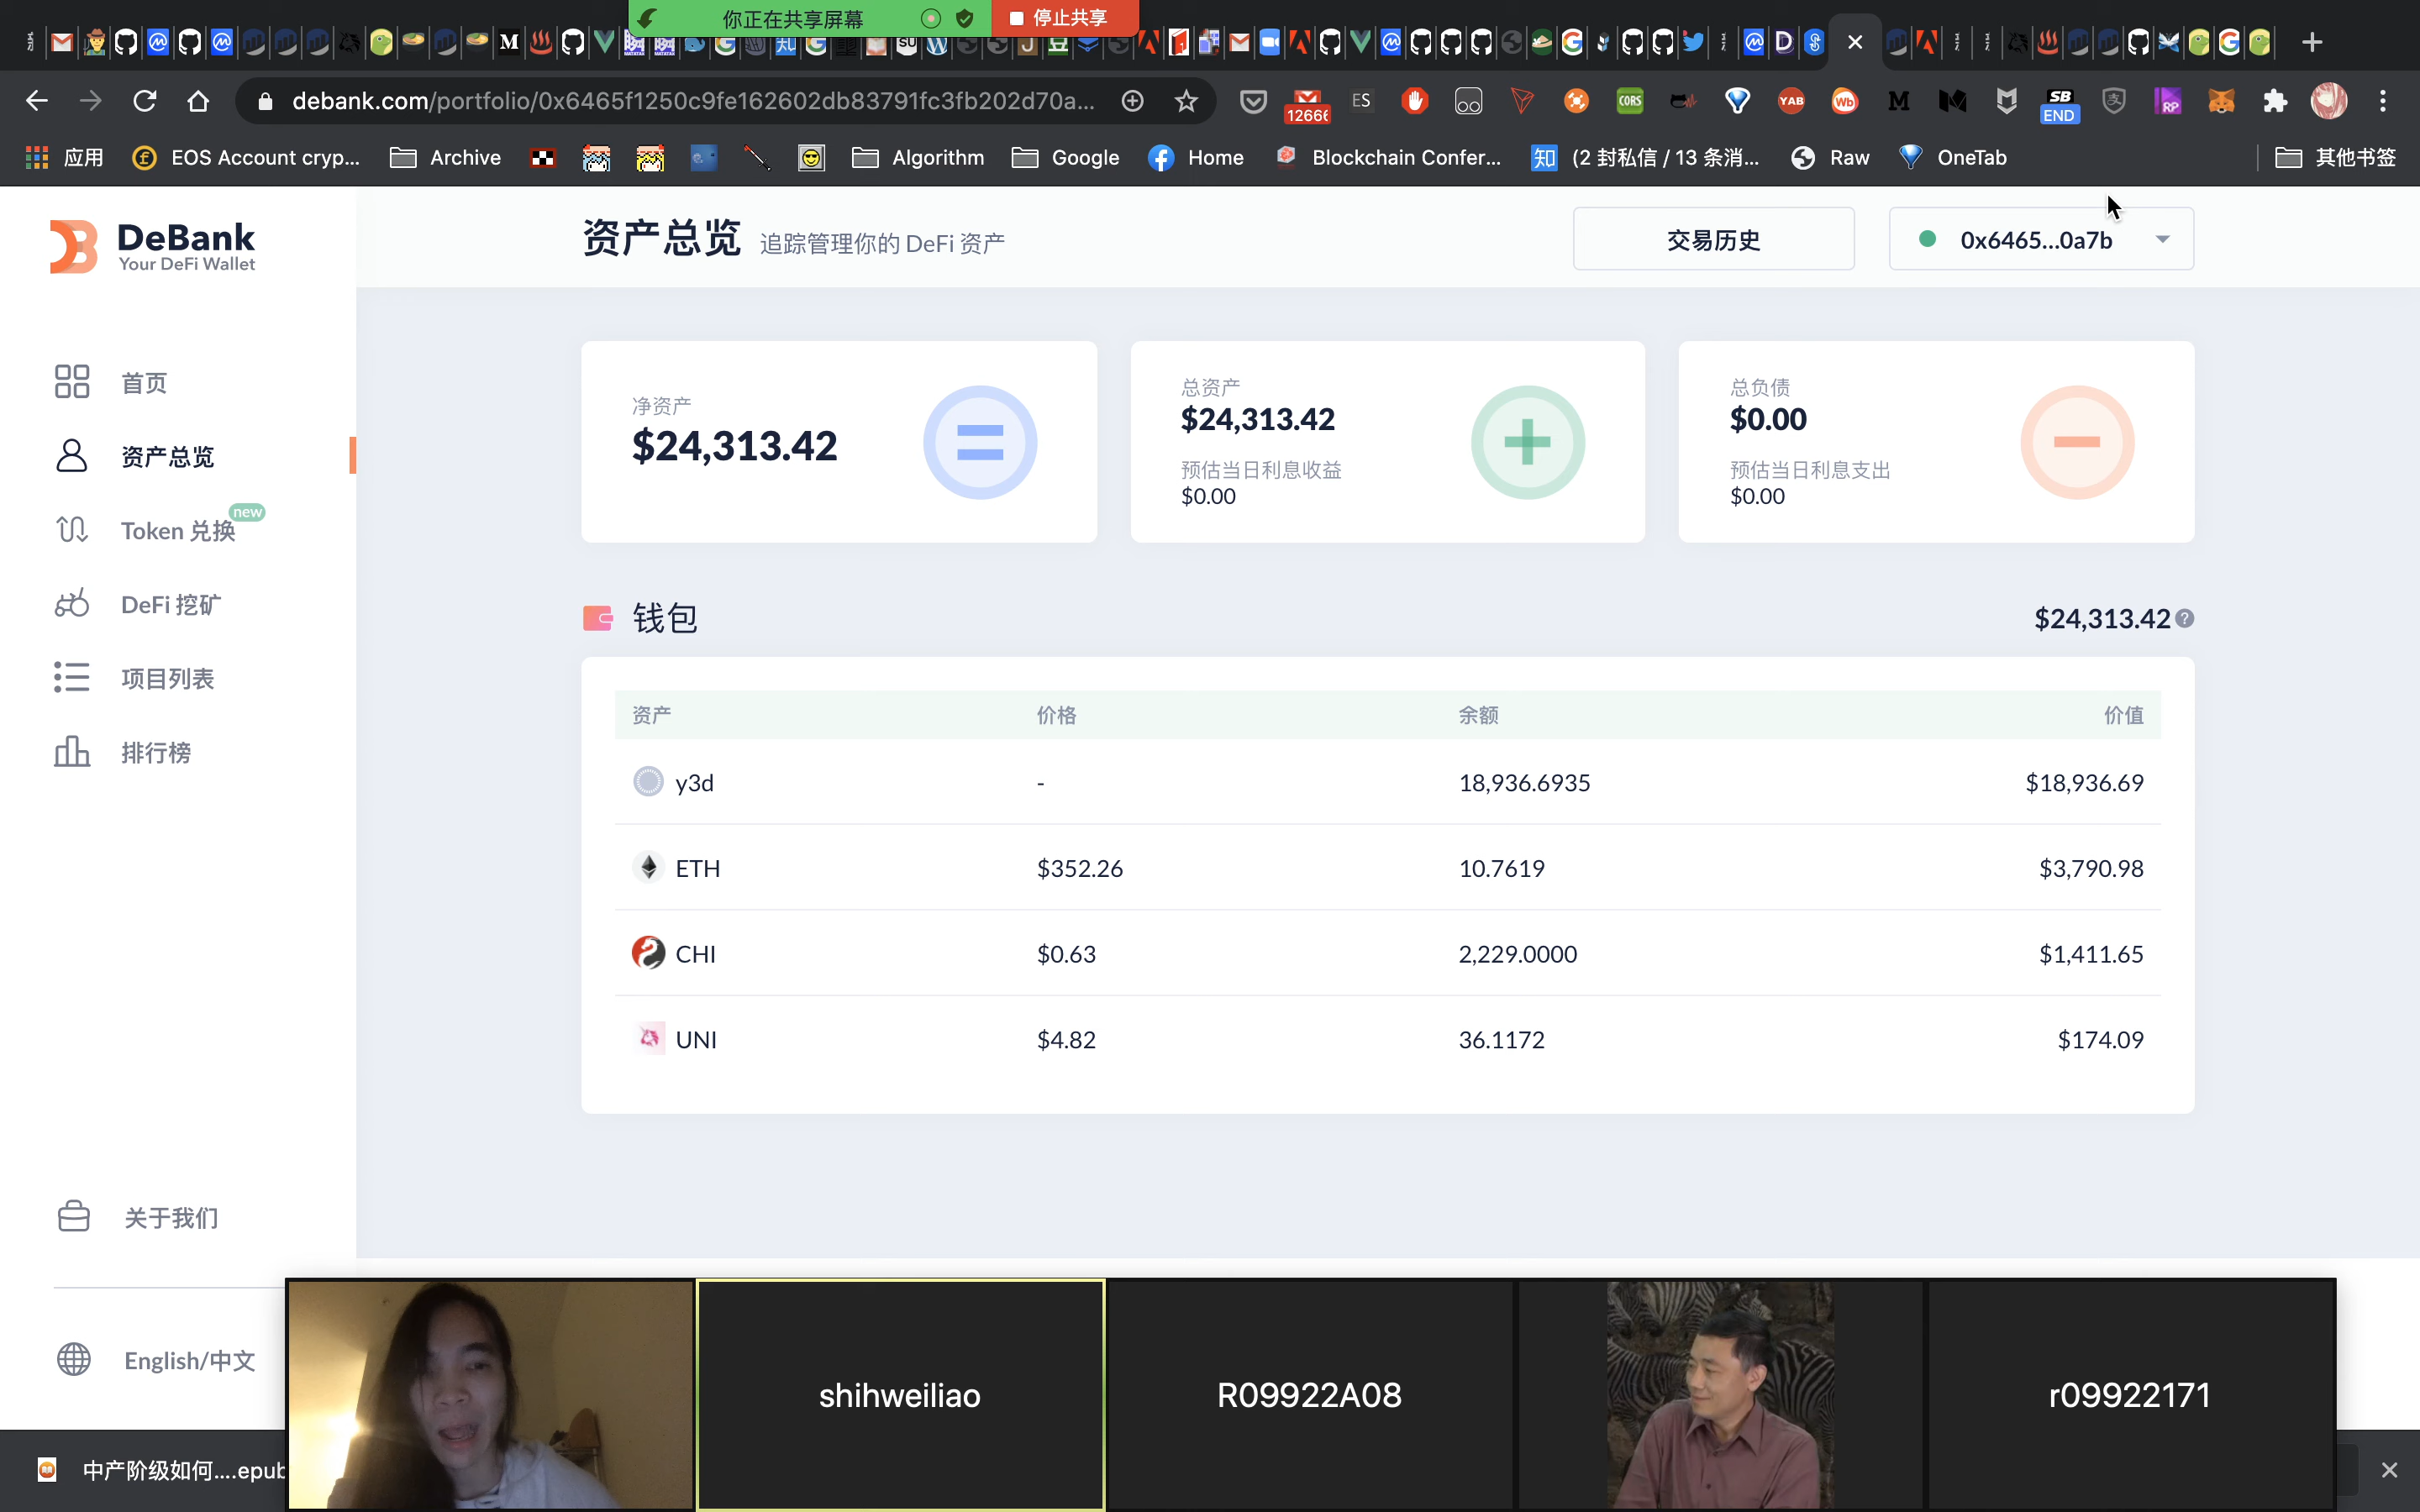 你正在共享屏幕
停止共享
debank.com/portfolio/0x6465f1250c9fe162602db83791fc3fb202d70a...
ES
CORS
YAB
Wb
SB
END
RP
应用
EOS Account cryp...
Archive
Algorithm
Google
Home
Blockchain Confer...
知
(2 封私信 / 13 条消...
Raw
OneTab
其他书签
DeBank
Your DeFi Wallet
资产总览
追踪管理你的 DeFi 资产
交易历史
0x6465...0a7b
首页
资产总览
Token 兑换
new
DeFi 挖矿
项目列表
排行榜
净资产
$24,313.42
总资产
$24,313.42
预估当日利息收益
$0.00
总负债
$0.00
预估当日利息支出
$0.00
钱包
$24,313.42
资产 价格 余额 价值
y3d - 18,936.6935 $18,936.69
ETH $352.26 10.7619 $3,790.98
CHI $0.63 2,229.0000 $1,411.65
UNI $4.82 36.1172 $174.09
关于我们
English/中文
shihweiliao
R09922A08
r09922171
中产阶级如何....epub